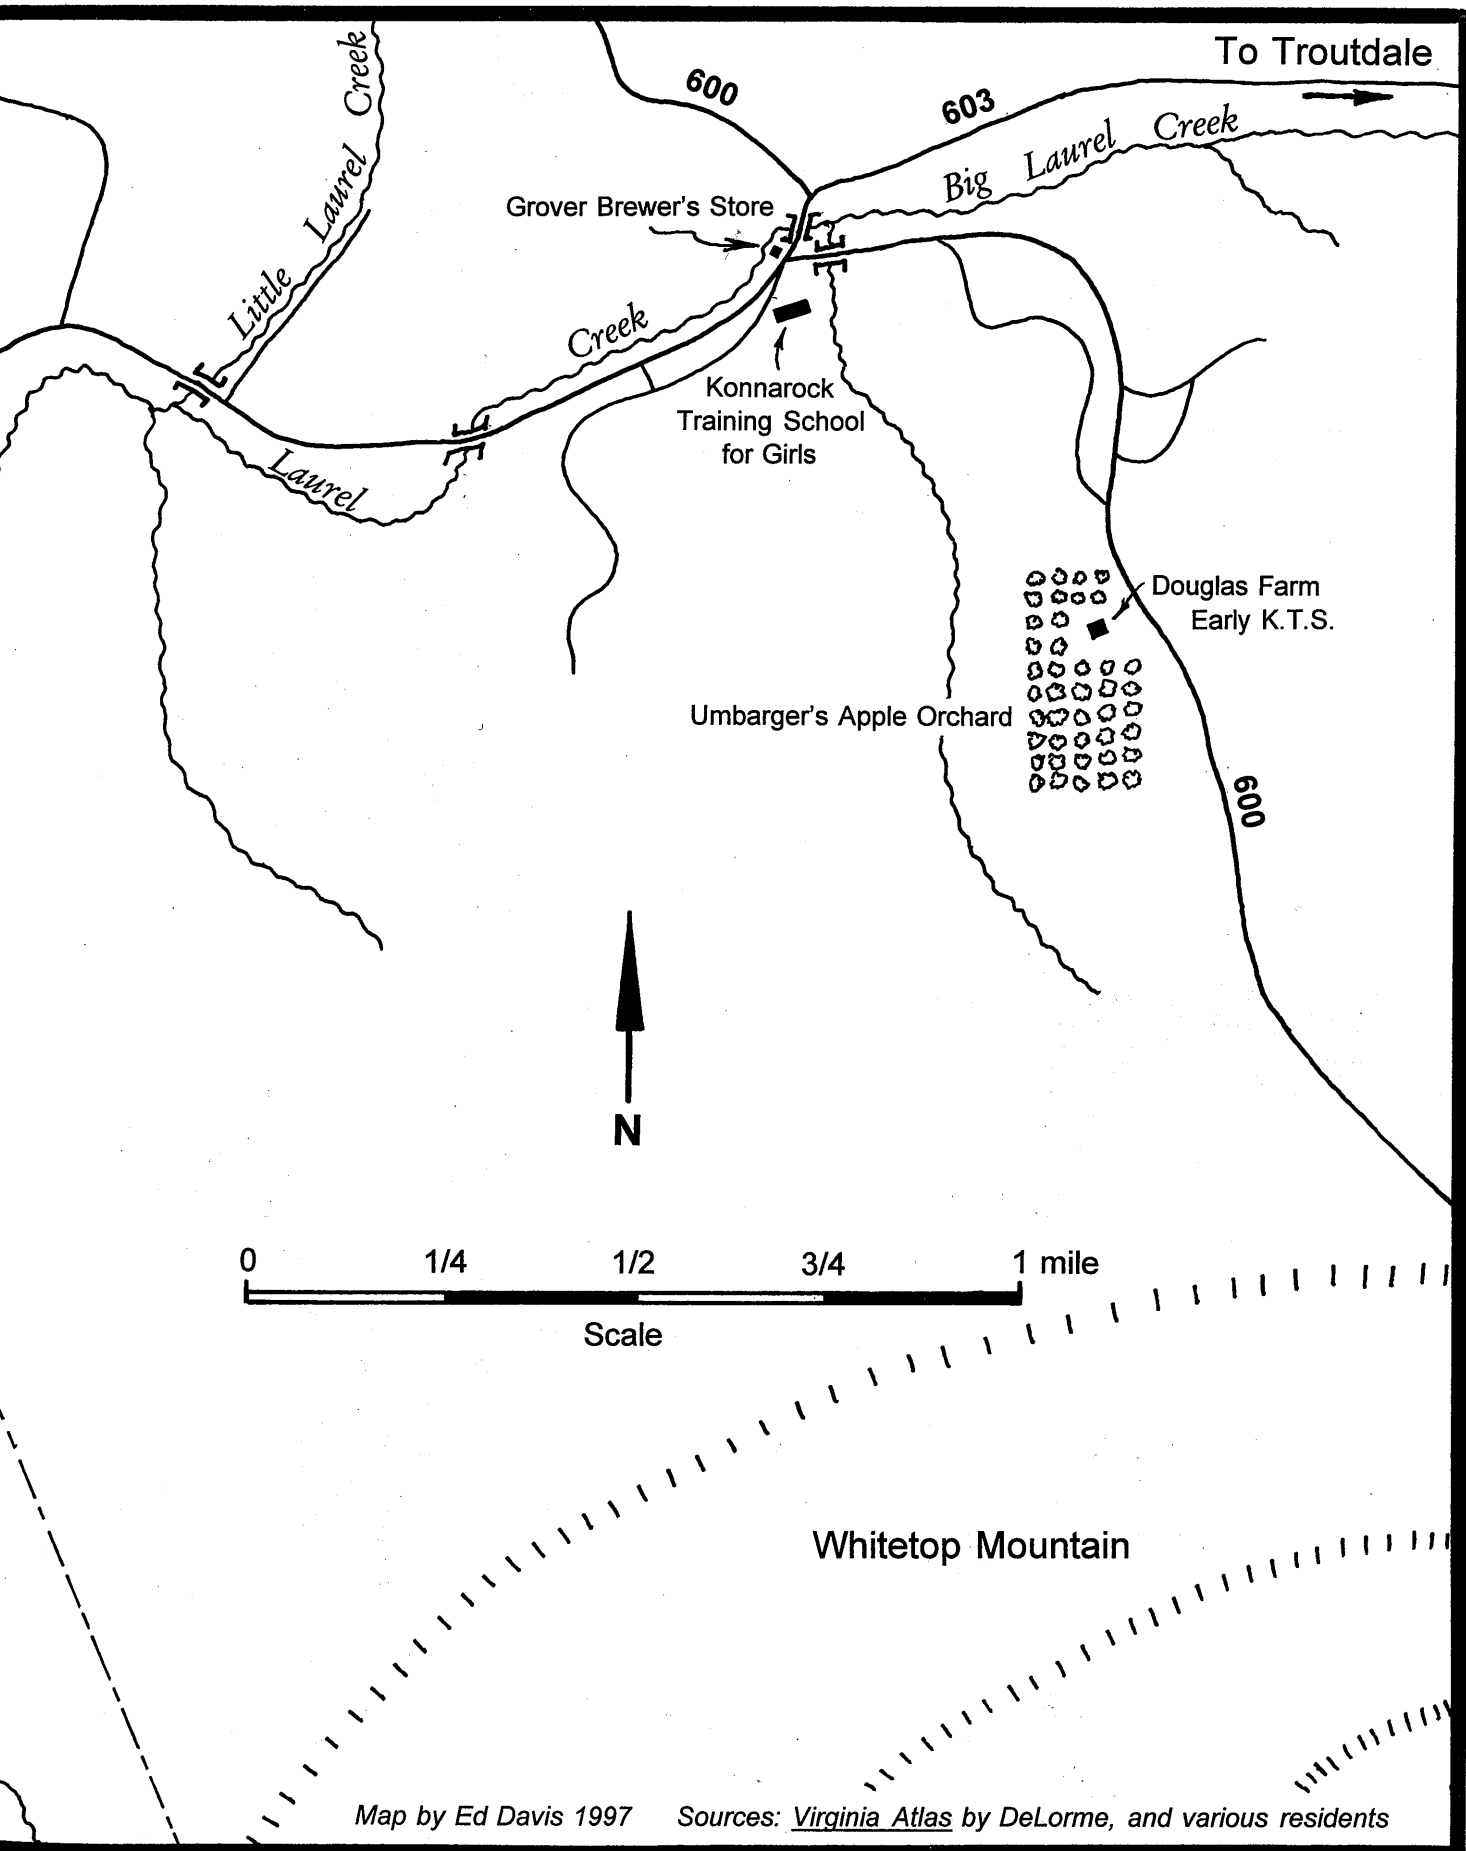 To Troutdale
600
603
Big Laurel Creek
Little Laurel Creek
Grover Brewer's Store
Creek
Laurel
Konnarock
Training School
for Girls
Douglas Farm
Early K.T.S.
Umbarger's Apple Orchard
600
N
0 1/4 1/2 3/4 1 mile
Scale
Whitetop Mountain
Map by Ed Davis 1997 Sources: Virginia Atlas by DeLorme, and various residents